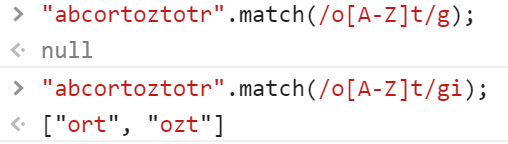 > "abcortoztotr".match(/o[A-Z]t/g);
< null
> "abcortoztotr".match(/o[A-Z]t/gi);
< ["ort", "ozt"]